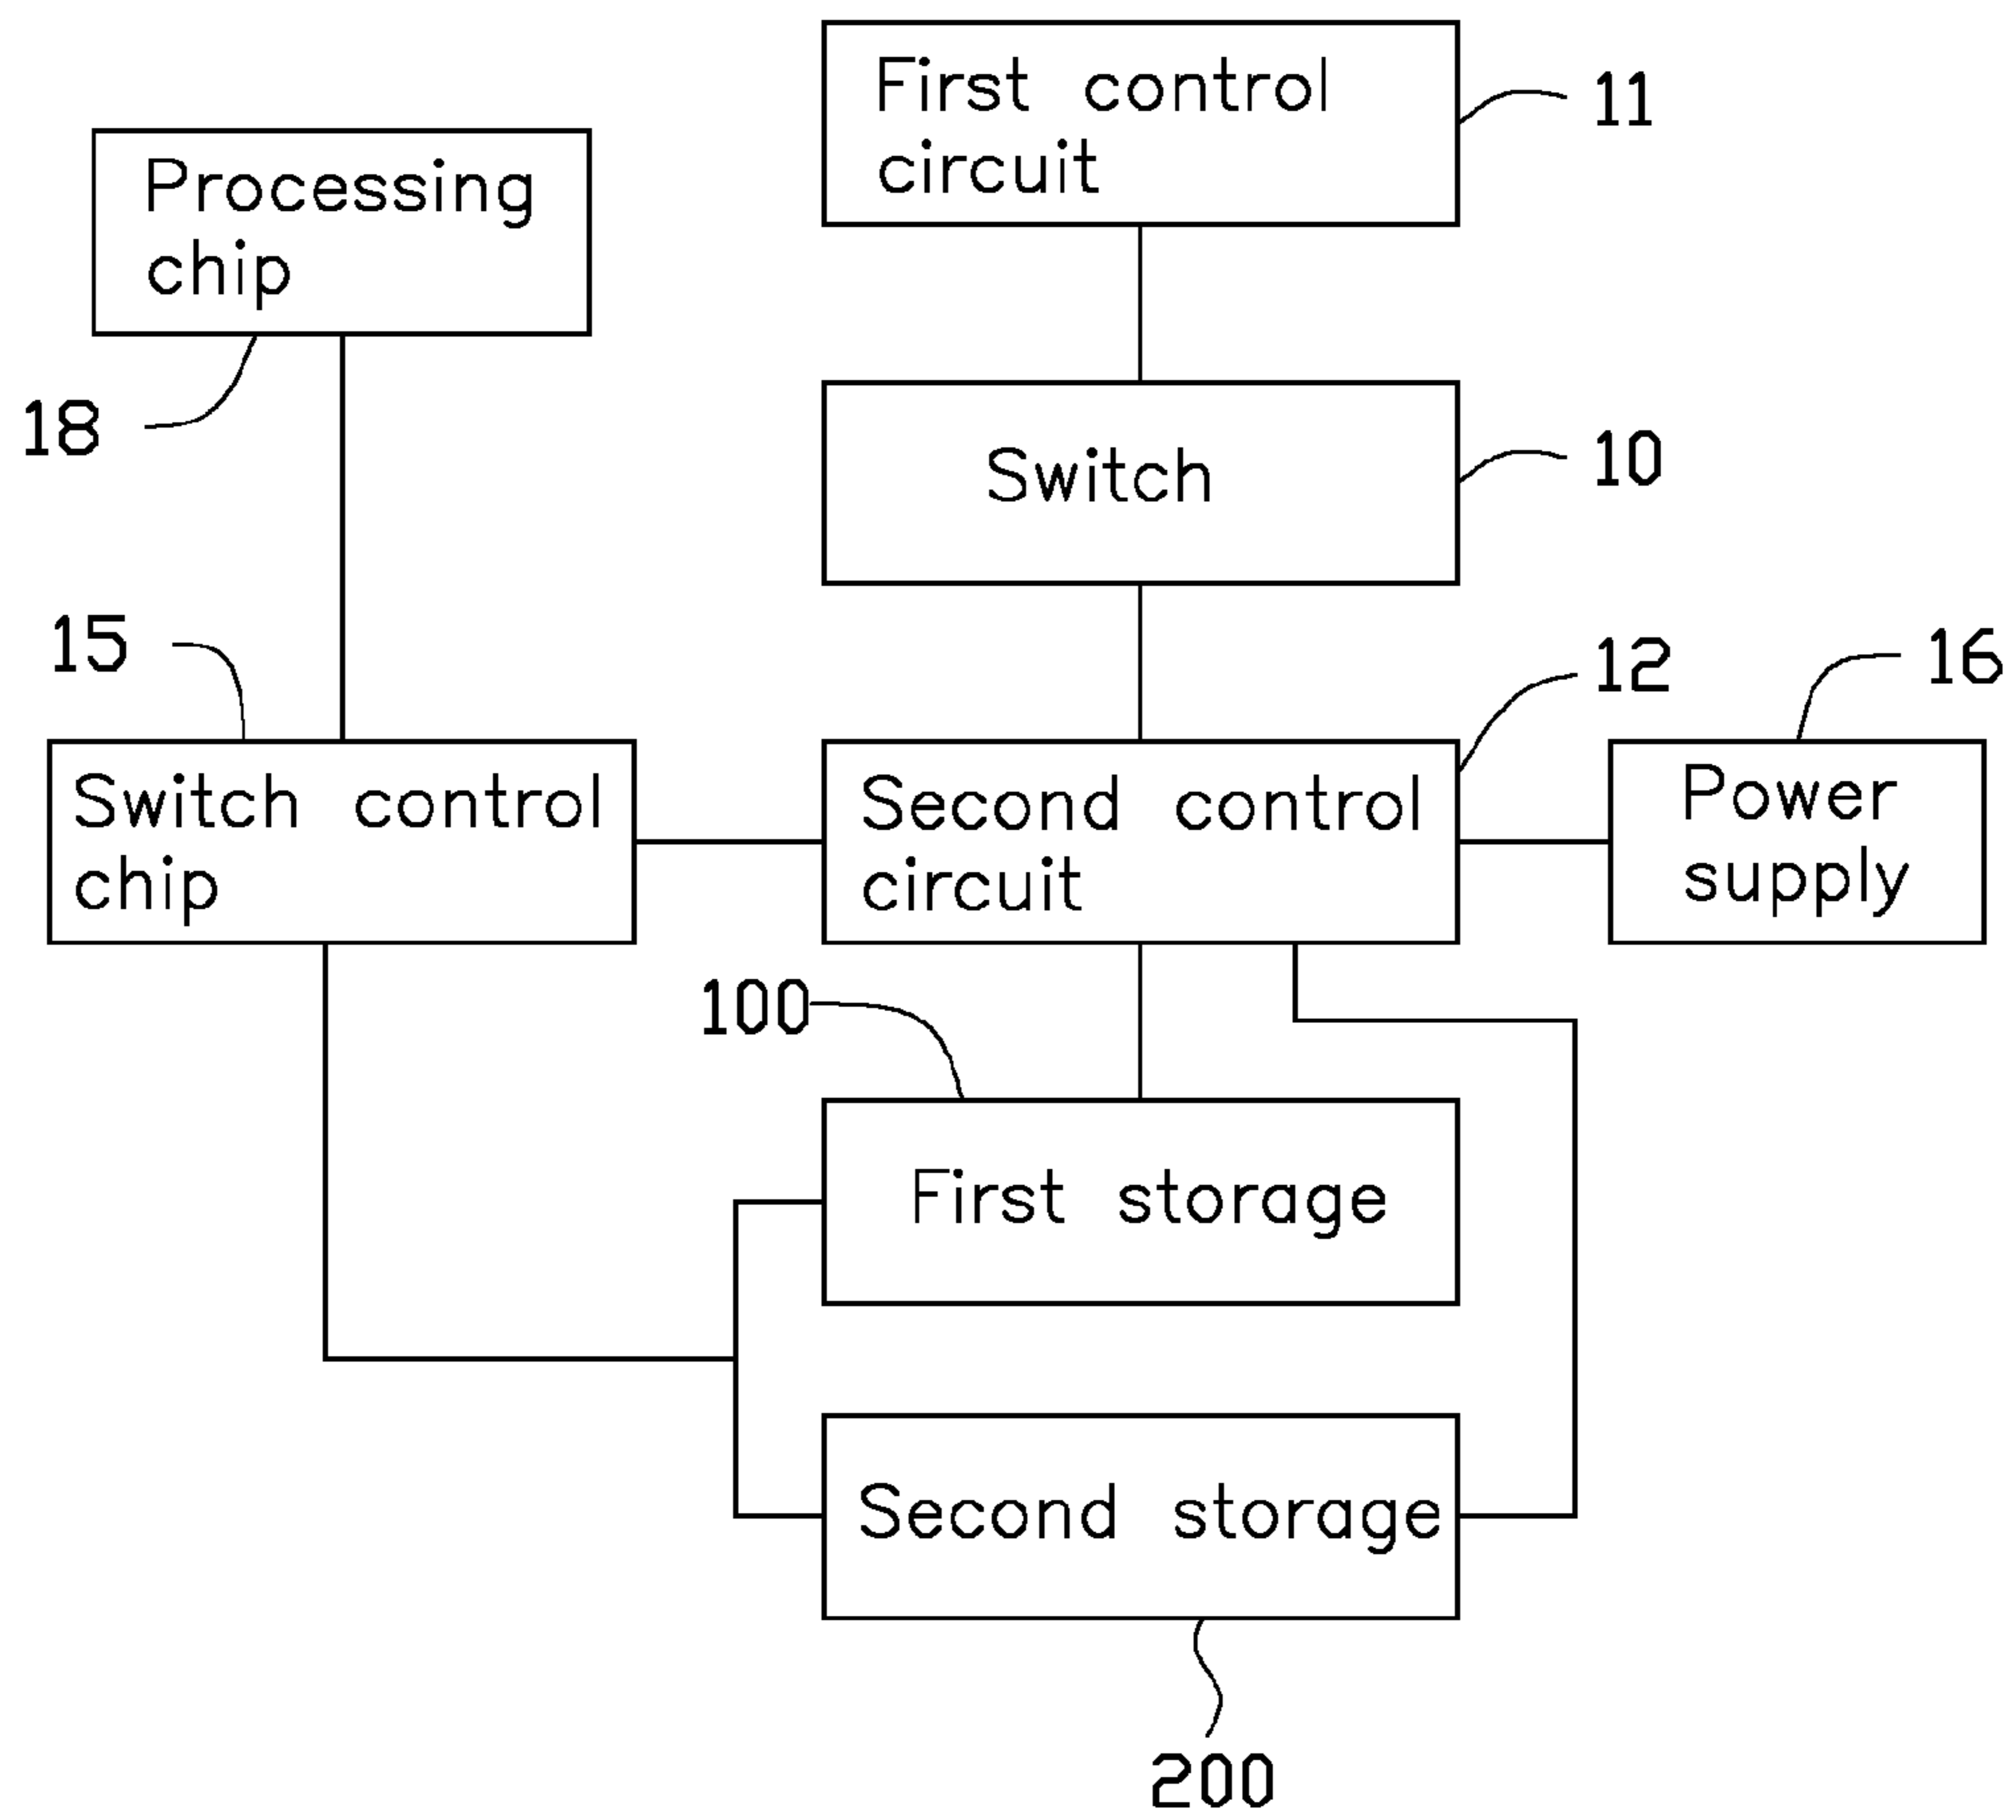 First control
circuit
11
Processing
chip
18
Switch
10
15
12
16
Switch control
chip
Second control
circuit
Power
supply
100
First storage
Second storage
200